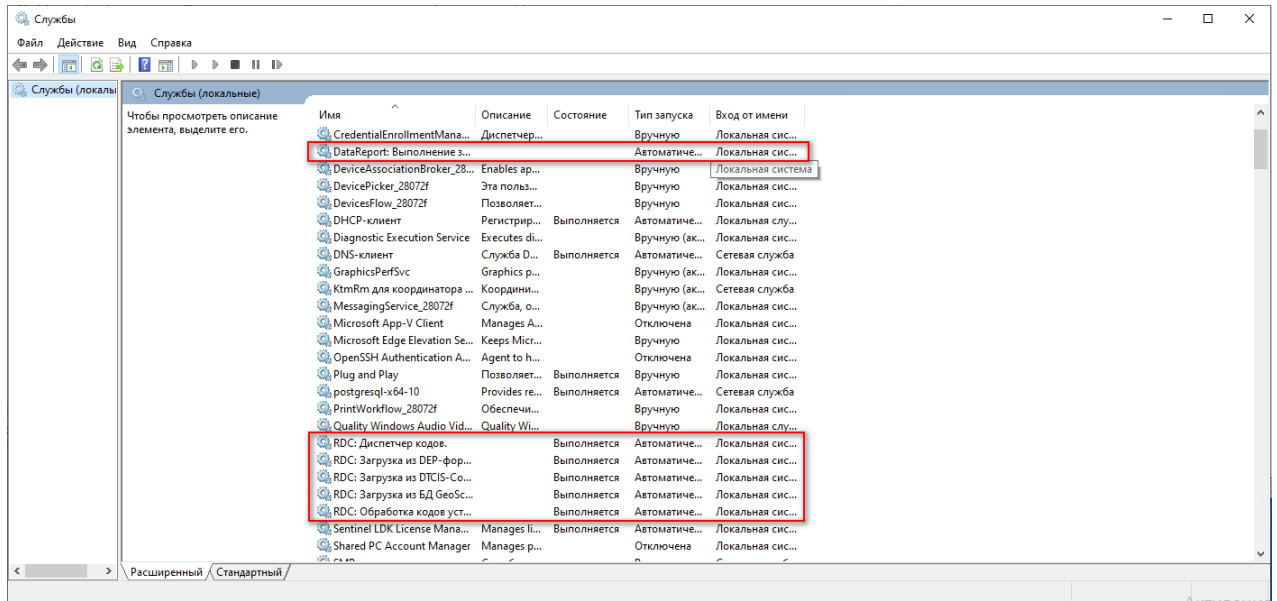 Службы
Файл Действие Вид Справка
Службы (локалы
Службы (локальные)
Чтобы просмотреть описание
элемента, выделите его.
Имя Описание Состояние Тип запуска Вход от имени
CredentialEnrollmentMana... Диспетчер... Вручную Локальная сис...
DataReport: Выполнение з... Автоматиче... Локальная сис...
DeviceAssociationBroker_28... Enables ap... Вручную Локальная система
DevicePicker_28072f Эта польз... Вручную Локальная сис...
DevicesFlow_28072f Позволяет... Вручную Локальная сис...
DHCP-клиент Регистрир... Выполняется Автоматиче... Локальная слу...
Diagnostic Execution Service Executes di... Вручную (ак... Локальная сис...
DNS-клиент Служба D... Выполняется Автоматиче... Сетевая служба
GraphicsPerfSvc Graphics p... Вручную (ак... Локальная сис...
KtmRm для координатора ... Координи... Вручную (ак... Сетевая служба
MessagingService_28072f Служба, о... Вручную (ак... Локальная сис...
Microsoft App-V Client Manages A... Отключена Локальная сис...
Microsoft Edge Elevation Se... Keeps Micr... Вручную Локальная сис...
OpenSSH Authentication A... Agent to h... Отключена Локальная сис...
Plug and Play Позволяет... Выполняется Вручную Локальная сис...
postgresql-x64-10 Provides re... Выполняется Автоматиче... Сетевая служба
PrintWorkflow_28072f Обеспечи... Вручную Локальная сис...
Quality Windows Audio Vid... Quality Wi... Вручную Локальная слу...
RDC: Диспетчер кодов. Выполняется Автоматиче... Локальная сис...
RDC: Загрузка из DEP-фор... Выполняется Автоматиче... Локальная сис...
RDC: Загрузка из DTCIS-Co... Выполняется Автоматиче... Локальная сис...
RDC: Загрузка из БД GeoSc... Выполняется Автоматиче... Локальная сис...
RDC: Обработка кодов уст... Выполняется Автоматиче... Локальная сис...
Sentinel LDK License Mana... Manages li... Выполняется Автоматиче... Локальная сис...
Shared PC Account Manager Manages p... Отключена Локальная сис...
Расширенный Стандартный